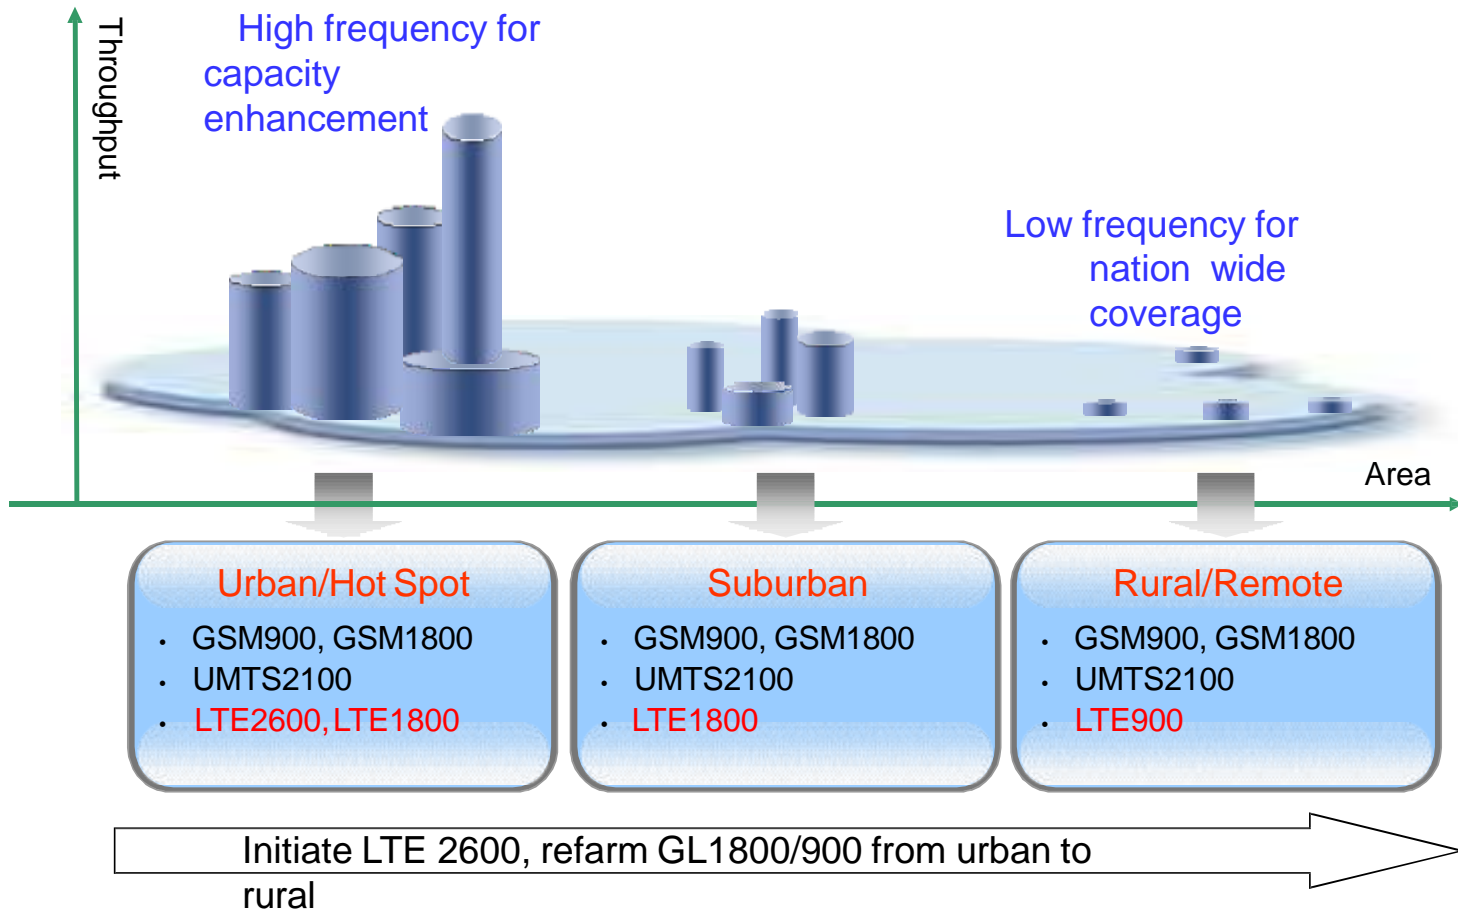 Throughput
High frequency for
capacity
enhancement
Low frequency for
nation wide
coverage
Area
Urban/Hot Spot
· GSM900, GSM1800
· UMTS2100
· LTE2600, LTE1800
Suburban
· GSM900, GSM1800
· UMTS2100
· LTE1800
Rural/Remote
· GSM900, GSM1800
· UMTS2100
· LTE900
Initiate LTE 2600, refarm GL1800/900 from urban to
rural